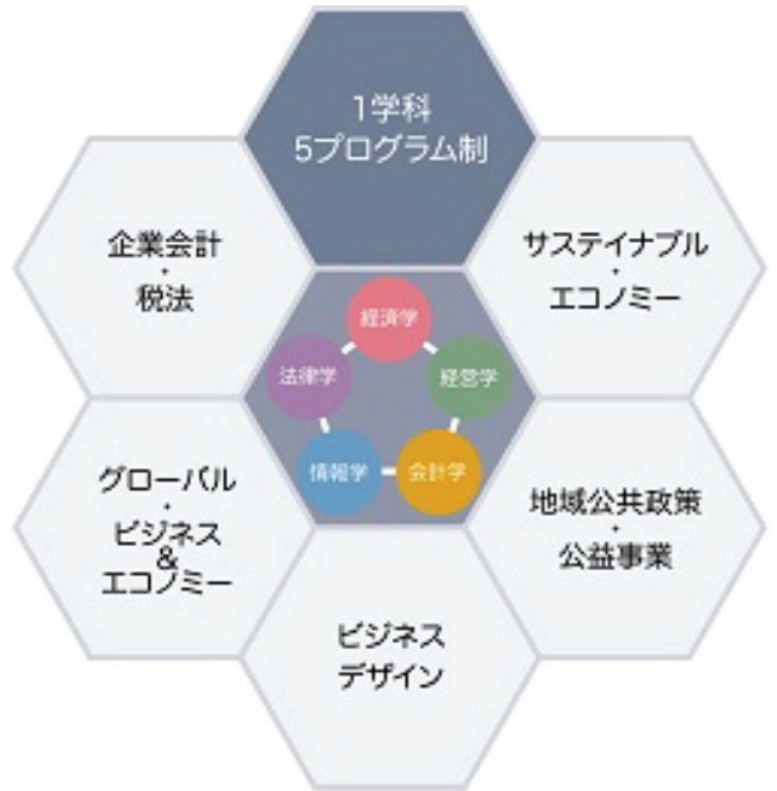 1学科
5プログラム制
サステイナブル
・
エコノミー
地域公共政策
・
公益事業
ビジネス
デザイン
グローバル
・
ビジネス
&
エコノミー
企業会計
・
税法
経済学
経営学
会計学
情報学
法律学